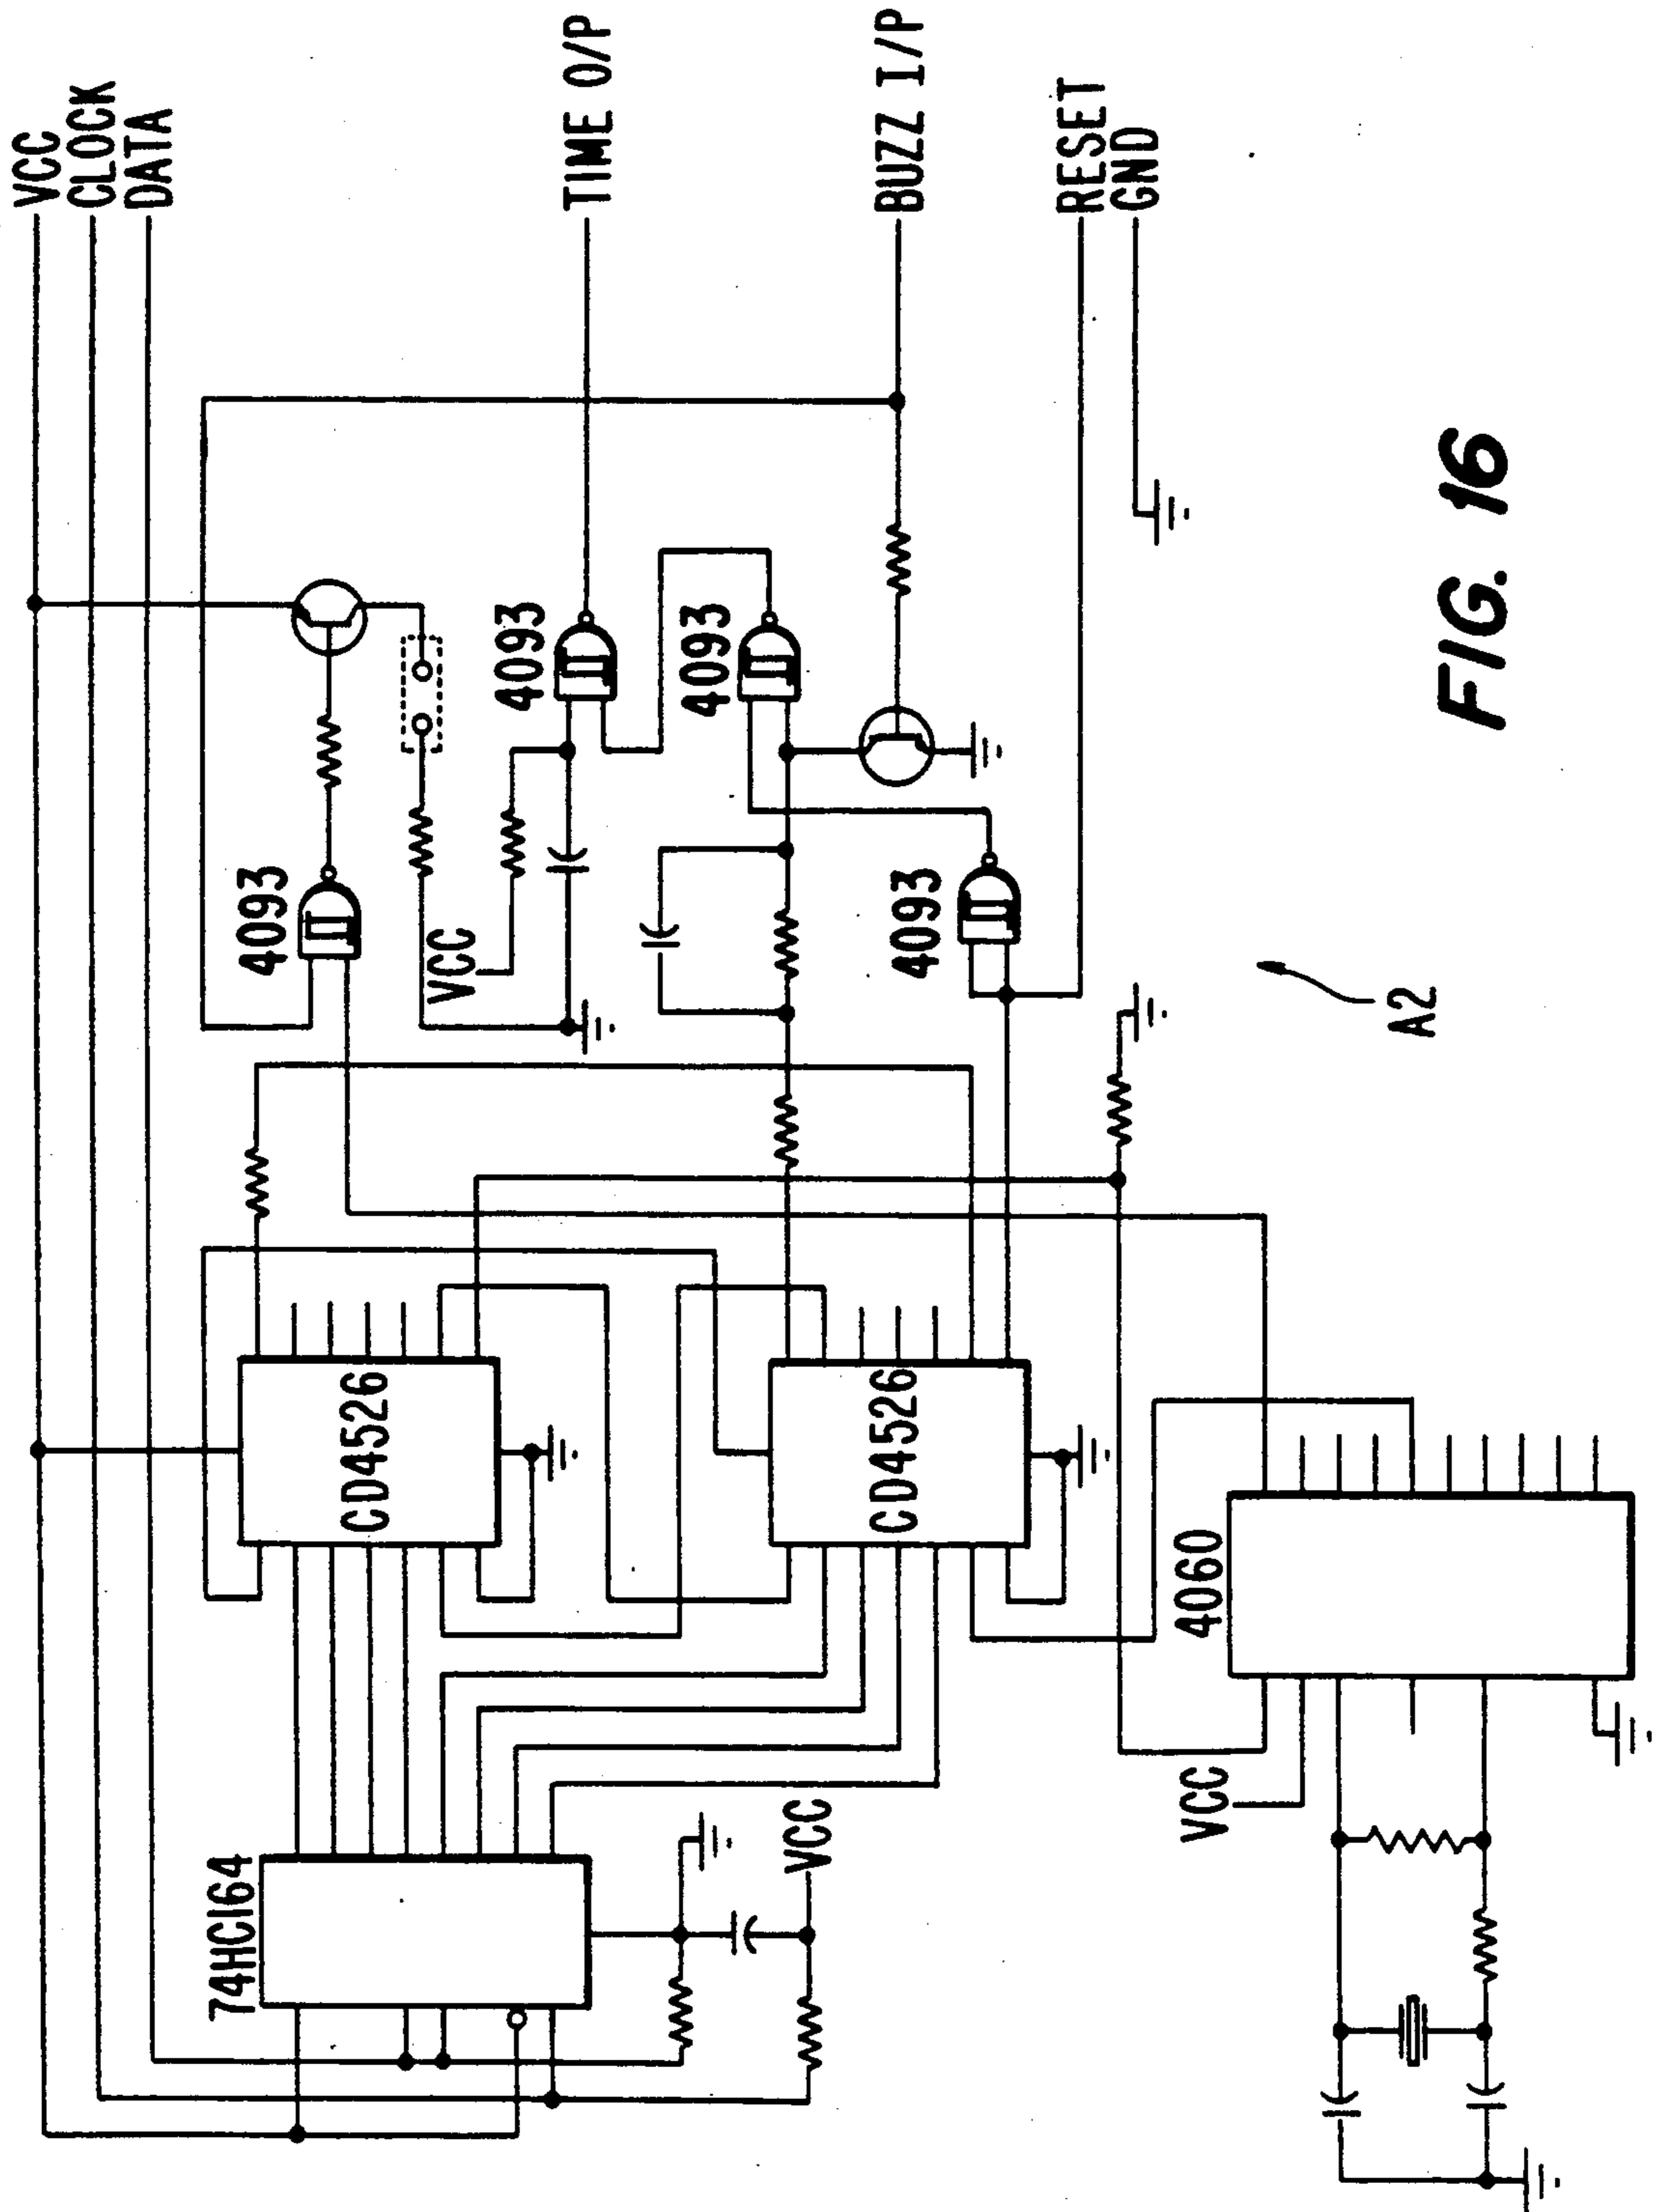 VCC
CLOCK
DATA
TIME O/P
BUZZ I/P
RESET
GND
4093
4093
4093
4093
VCC
CD4526
CD4526
74HC164
VCC
4060
VCC
A2
FIG. 16